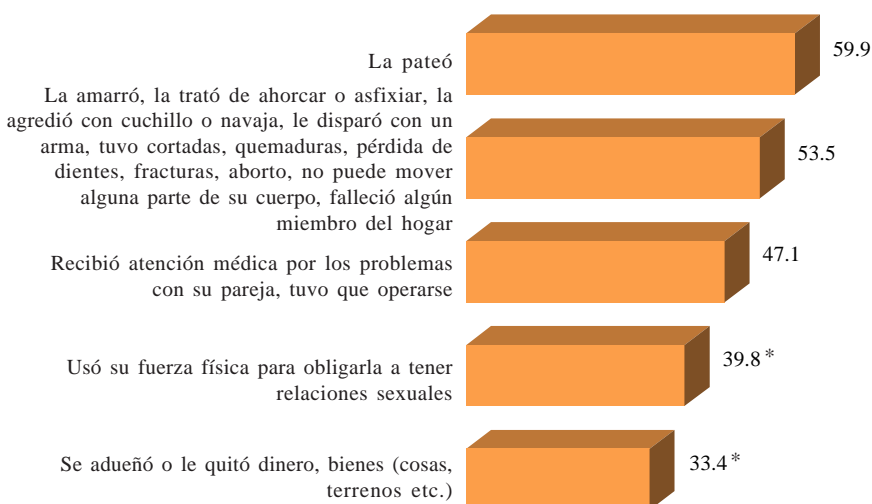 La pateó
59.9
La amarró, la trató de ahorcar o asfixiar, la
agredió con cuchillo o navaja, le disparó con un
arma, tuvo cortadas, quemaduras, pérdida de
dientes, fracturas, aborto, no puede mover
alguna parte de su cuerpo, falleció algún
miembro del hogar
53.5
Recibió atención médica por los problemas
con su pareja, tuvo que operarse
47.1
Usó su fuerza física para obligarla a tener
relaciones sexuales
39.8 *
Se adueñó o le quitó dinero, bienes (cosas,
terrenos etc.)
33.4 *